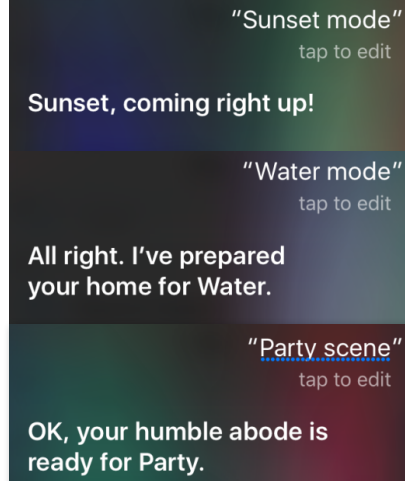 "Sunset mode"
tap to edit
Sunset, coming right up!
"Water mode"
tap to edit
All right. I've prepared
your home for Water.
"Party scene"
tap to edit
OK, your humble abode is
ready for Party.